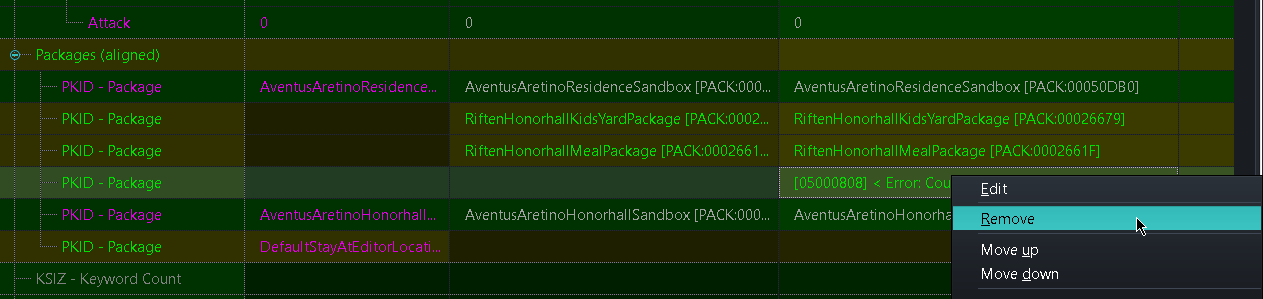 Attack 0 0 0
Packages (aligned)
PKID - Package AventusAretinoResidence... AventusAretinoResidenceSandbox [PACK:000... AventusAretinoResidenceSandbox [PACK:00050DB0]
PKID - Package RiftenHonorhallKidsYardPackage [PACK:0002... RiftenHonorhallKidsYardPackage [PACK:00026679]
PKID - Package RiftenHonorhallMealPackage [PACK:0002661... RiftenHonorhallMealPackage [PACK:0002661F]
PKID - Package [05000808] < Error: Cou
Edit
PKID - Package AventusAretinoHonorhall... AventusAretinoHonorhallSandbox [PACK:000... AventusAretinoHonorha
Remove
PKID - Package DefaultStayAtEditorLocati...
Move up
KSIZ - Keyword Count
Move down